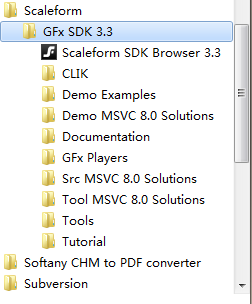 Scaleform
GFx SDK 3.3
Scaleform SDK Browser 3.3
CLIK
Demo Examples
Demo MSVC 8.0 Solutions
Documentation
GFx Players
Src MSVC 8.0 Solutions
Tool MSVC 8.0 Solutions
Tools
Tutorial
Softany CHM to PDF converter
Subversion